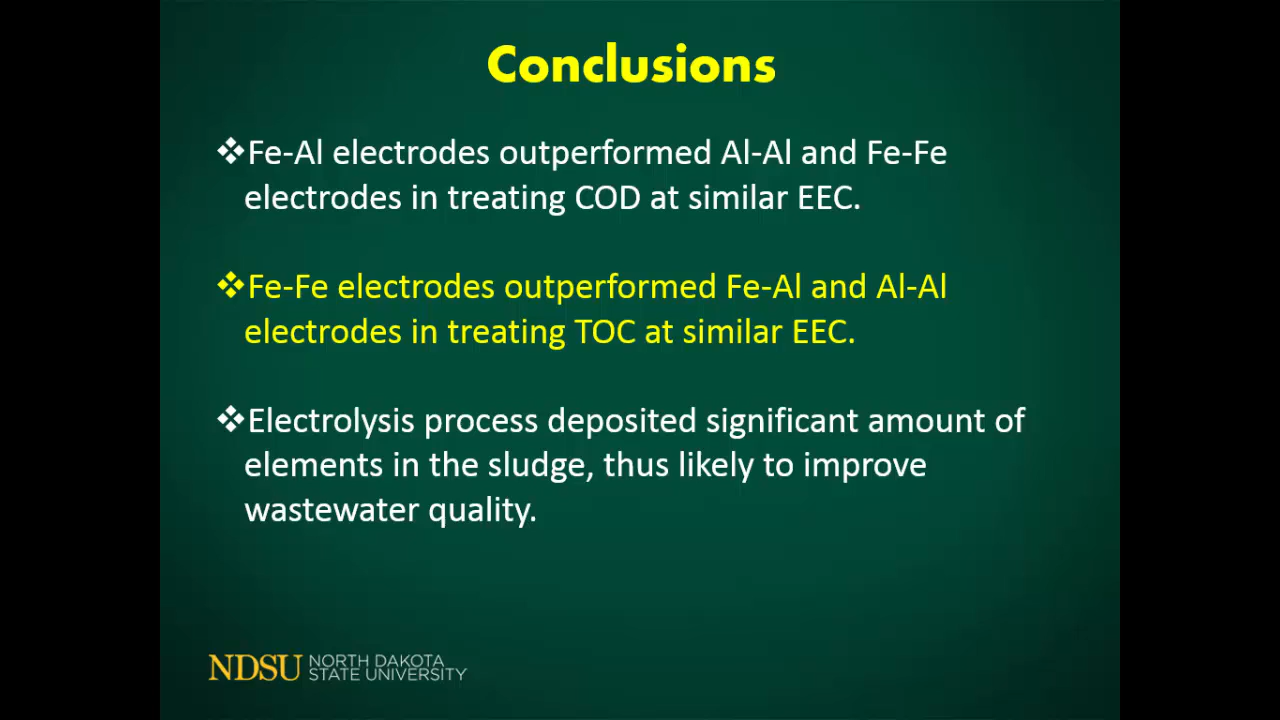 Conclusions
❖Fe-Al electrodes outperformed Al-Al and Fe-Fe
electrodes in treating COD at similar EEC.
❖Fe-Fe electrodes outperformed Fe-Al and Al-Al
electrodes in treating TOC at similar EEC.
❖Electrolysis process deposited significant amount of
elements in the sludge, thus likely to improve
wastewater quality.
NDSU NORTH DAKOTA
STATE UNIVERSITY